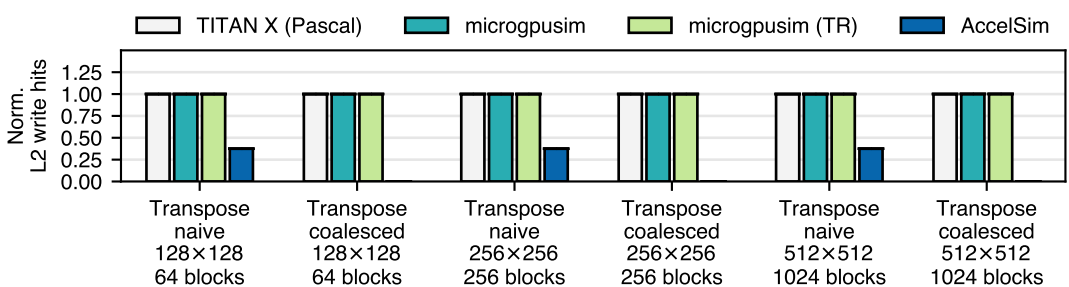 TITAN X (Pascal) microgpusim microgpusim (TR) AccelSim
Norm.
L2 write hits
1.25
1.00
0.75
0.50
0.25
0.00
Transpose
naive
128×128
64 blocks
Transpose
coalesced
128×128
64 blocks
Transpose
naive
256×256
256 blocks
Transpose
coalesced
256×256
256 blocks
Transpose
naive
512×512
1024 blocks
Transpose
coalesced
512×512
1024 blocks